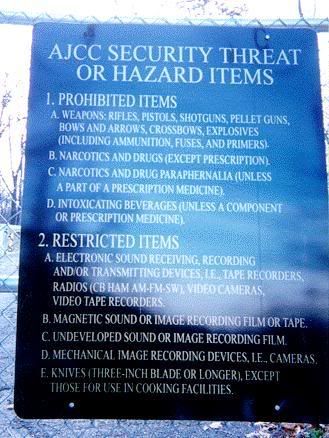 AJCC SECURITY THREAT
OR HAZARD ITEMS
1. PROHIBITED ITEMS
A. WEAPONS: RIFLES, PISTOLS, SHOTGUNS, PELLET GUNS,
BOWS AND ARROWS, CROSSBOWS, EXPLOSIVES
(INCLUDING AMMUNITION, FUSES, AND PRIMERS).
B. NARCOTICS AND DRUGS (EXCEPT PRESCRIPTION).
C. NARCOTICS AND DRUG PARAPHERNALIA (UNLESS
A PART OF A PRESCRIPTION MEDICINE).
D. INTOXICATING BEVERAGES (UNLESS A COMPONENT
OR PRESCRIPTION MEDICINE).
2. RESTRICTED ITEMS
A. ELECTRONIC SOUND RECEIVING, RECORDING
AND/OR TRANSMITTING DEVICES, I.E., TAPE RECORDERS,
RADIOS (CB HAM AM-FM-SW), VIDEO CAMERAS,
VIDEO TAPE RECORDERS.
B. MAGNETIC SOUND OR IMAGE RECORDING FILM OR TAPE.
C. UNDEVELOPED SOUND OR IMAGE RECORDING FILM.
D. MECHANICAL IMAGE RECORDING DEVICES, I.E., CAMERAS.
E. KNIVES (THREE-INCH BLADE OR LONGER), EXCEPT
THOSE FOR USE IN COOKING FACILITIES.